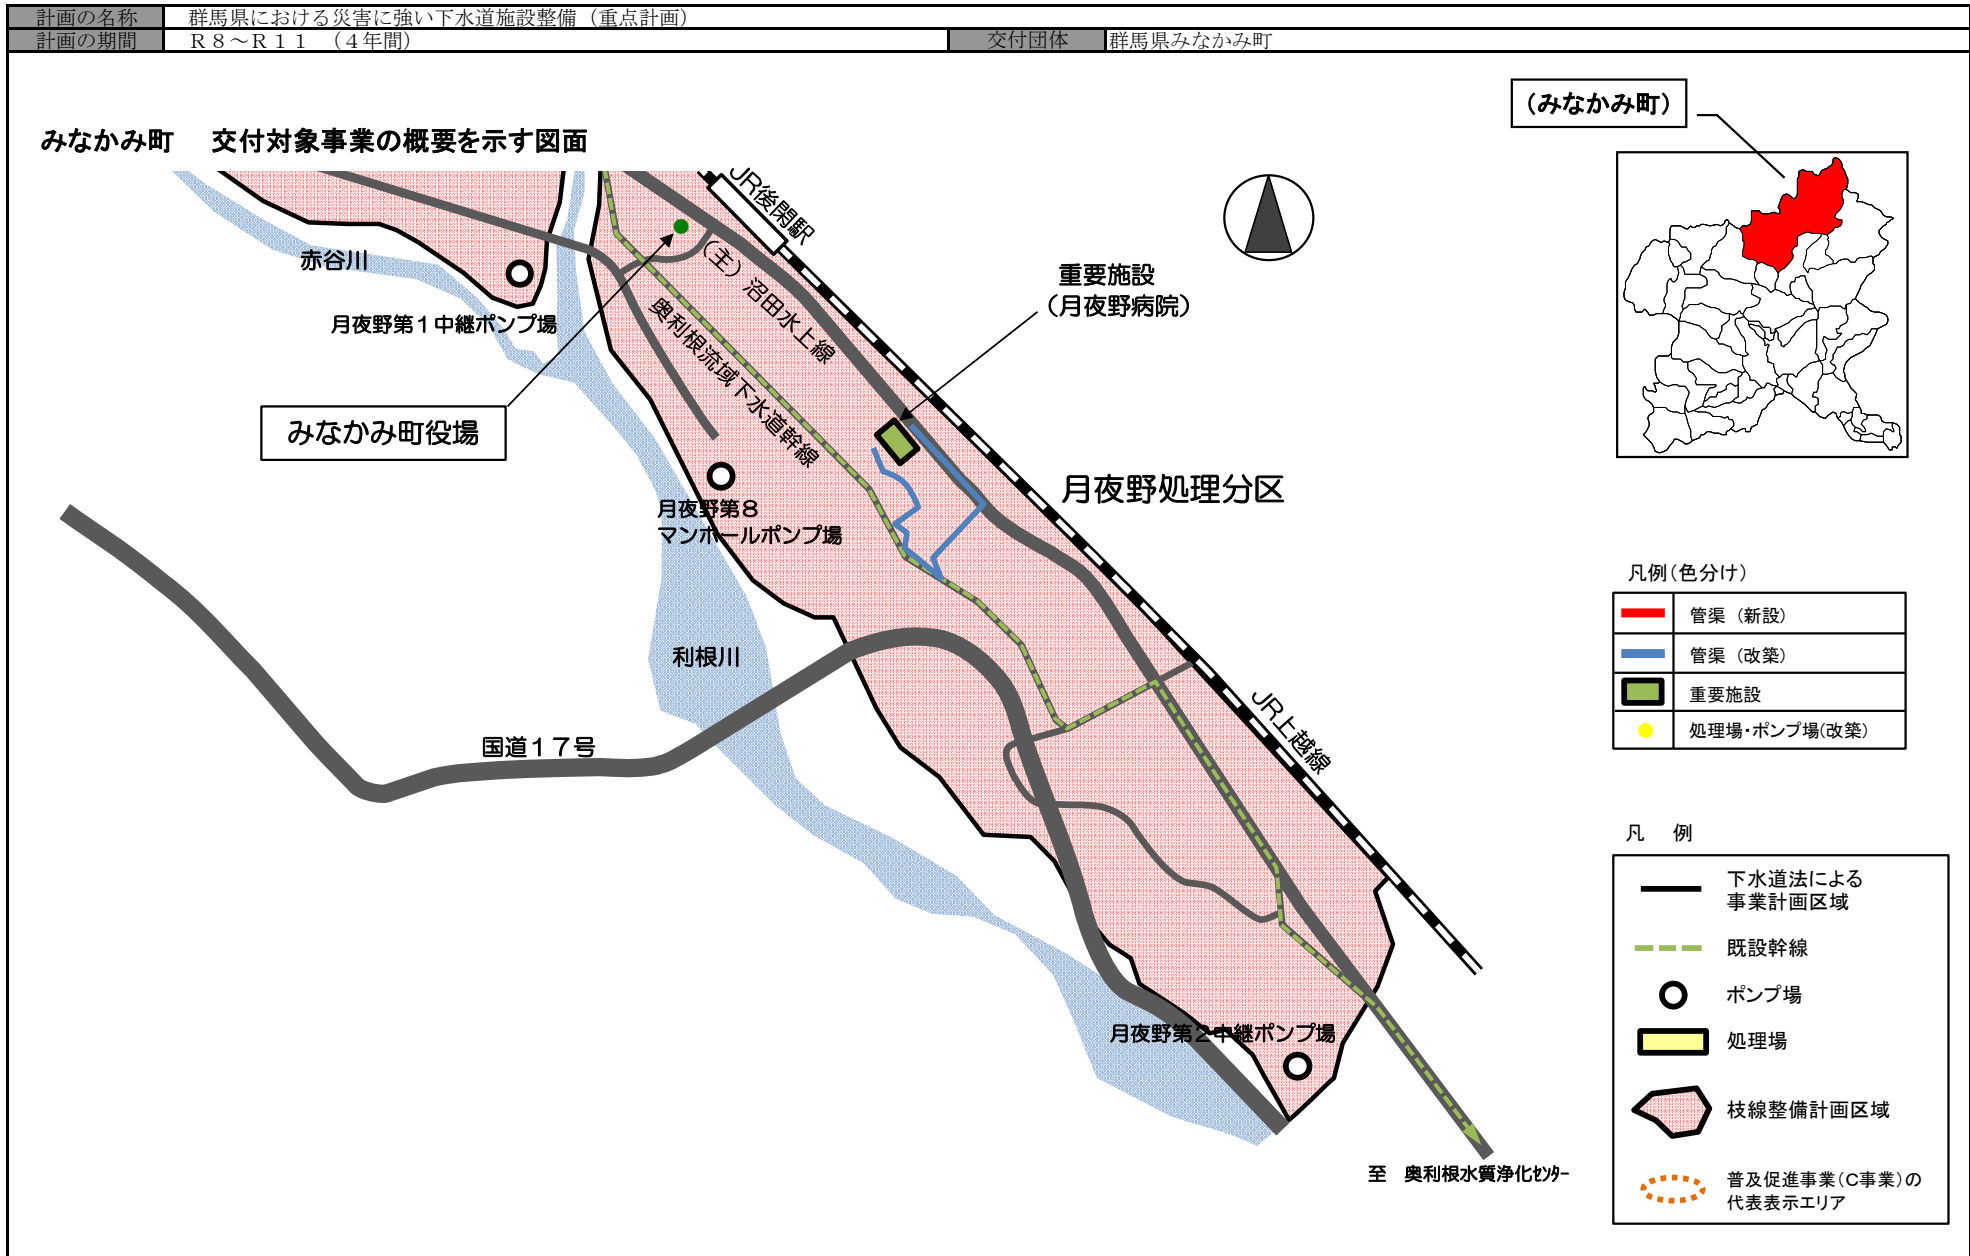 計画の名称 群馬県における災害に強い下水道施設整備（重点計画）
計画の期間 Ｒ８～Ｒ１１　（４年間） 交付団体 群馬県みなかみ町
（みなかみ町）
みなかみ町　交付対象事業の概要を示す図面
JR後閑駅
赤谷川
（主）沼田水上線
重要施設
（月夜野病院）
月夜野第１中継ポンプ場
奥利根流域下水道幹線
みなかみ町役場
月夜野処理分区
月夜野第８
マンホールポンプ場
利根川
国道１７号
JR上越線
月夜野第２中継ポンプ場
至　奥利根水質浄化ｾﾝﾀｰ
凡例（色分け）
管渠（新設）
管渠（改築）
重要施設
処理場・ポンプ場(改築)
凡　例
下水道法による
事業計画区域
既設幹線
ポンプ場
処理場
枝線整備計画区域
普及促進事業（C事業）の
代表表示エリア